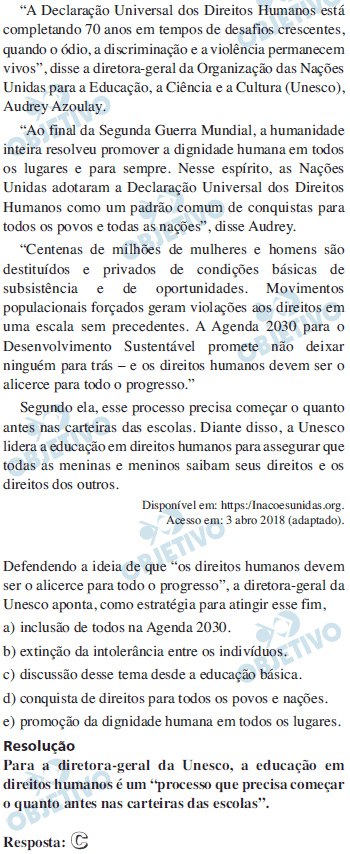 “A Declaração Universal dos Direitos Humanos está
completando 70 anos em tempos de desafios crescentes,
quando o ódio, a discriminação e a violência permanecem
vivos”, disse a diretora-geral da Organização das Nações
Unidas para a Educação, a Ciência e a Cultura (Unesco),
Audrey Azoulay.
“Ao final da Segunda Guerra Mundial, a humanidade
inteira resolveu promover a dignidade humana em todos
os lugares e para sempre. Nesse espírito, as Nações
Unidas adotaram a Declaração Universal dos Direitos
Humanos como um padrão comum de conquistas para
todos os povos e todas as nações”, disse Audrey.
“Centenas de milhões de mulheres e homens são
destituídos e privados de condições básicas de
subsistência e de oportunidades. Movimentos
populacionais forçados geram violações aos direitos em
uma escala sem precedentes. A Agenda 2030 para o
Desenvolvimento Sustentável promete não deixar
ninguém para trás – e os direitos humanos devem ser o
alicerce para todo o progresso.”
Segundo ela, esse processo precisa começar o quanto
antes nas carteiras das escolas. Diante disso, a Unesco
lidera a educação em direitos humanos para assegurar que
todas as meninas e meninos saibam seus direitos e os
direitos dos outros.
Disponível em: https:/Inacoesunidas.org.
Acesso em: 3 abro 2018 (adaptado).
Defendendo a ideia de que “os direitos humanos devem
ser o alicerce para todo o progresso”, a diretora-geral da
Unesco aponta, como estratégia para atingir esse fim,
a) inclusão de todos na Agenda 2030.
b) extinção da intolerância entre os indivíduos.
c) discussão desse tema desde a educação básica.
d) conquista de direitos para todos os povos e nações.
e) promoção da dignidade humana em todos os lugares.
Resolução
Para a diretora-geral da Unesco, a educação em
direitos humanos é um “processo que precisa começar
o quanto antes nas carteiras das escolas”.
Resposta: C
OBJETIVO
OBJETIVO
OBJETIVO
OBJETIVO
OBJETIVO
OBJETIVO
OBJETIVO
OBJETIVO
OBJETIVO